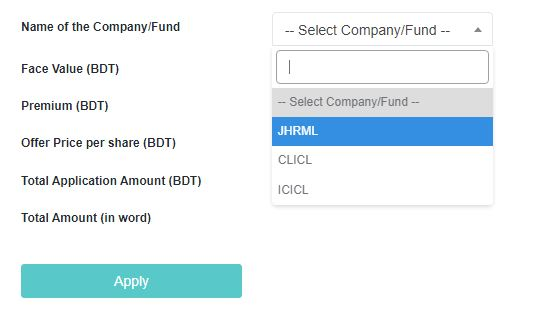 Name of the Company/Fund
-- Select Company/Fund --
Face Value (BDT)
-- Select Company/Fund --
Premium (BDT)
JHRML
Offer Price per share (BDT)
CLICL
Total Application Amount (BDT)
ICICL
Total Amount (in word)
Apply